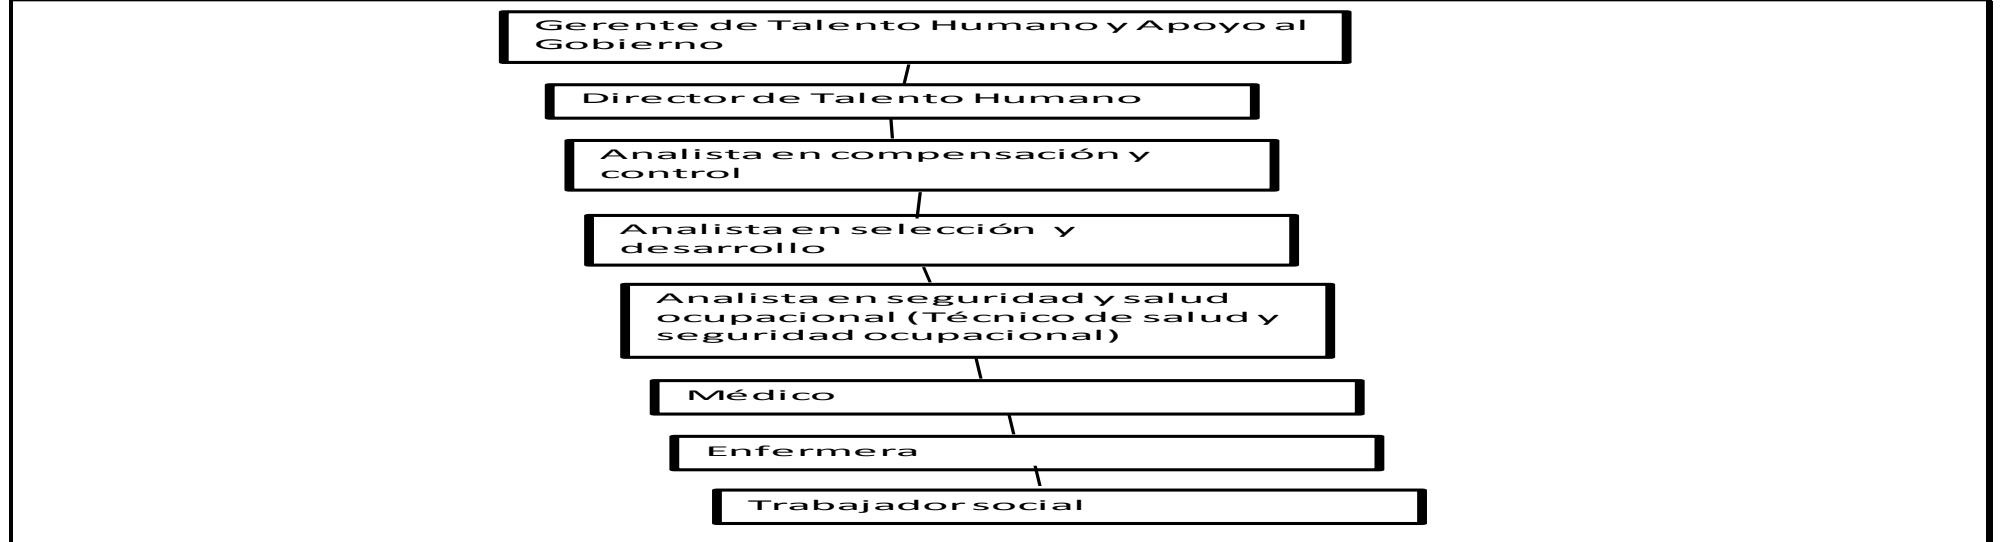 Gerente de Talento Humano y Apoyo al
Gobierno
Director de Talento Humano
Analista en compensación y
control
Analista en selección y
desarrollo
Analista en seguridad y salud
ocupacional (Técnico de salud y
seguridad ocupacional)
Médico
Enfermera
Trabajador social